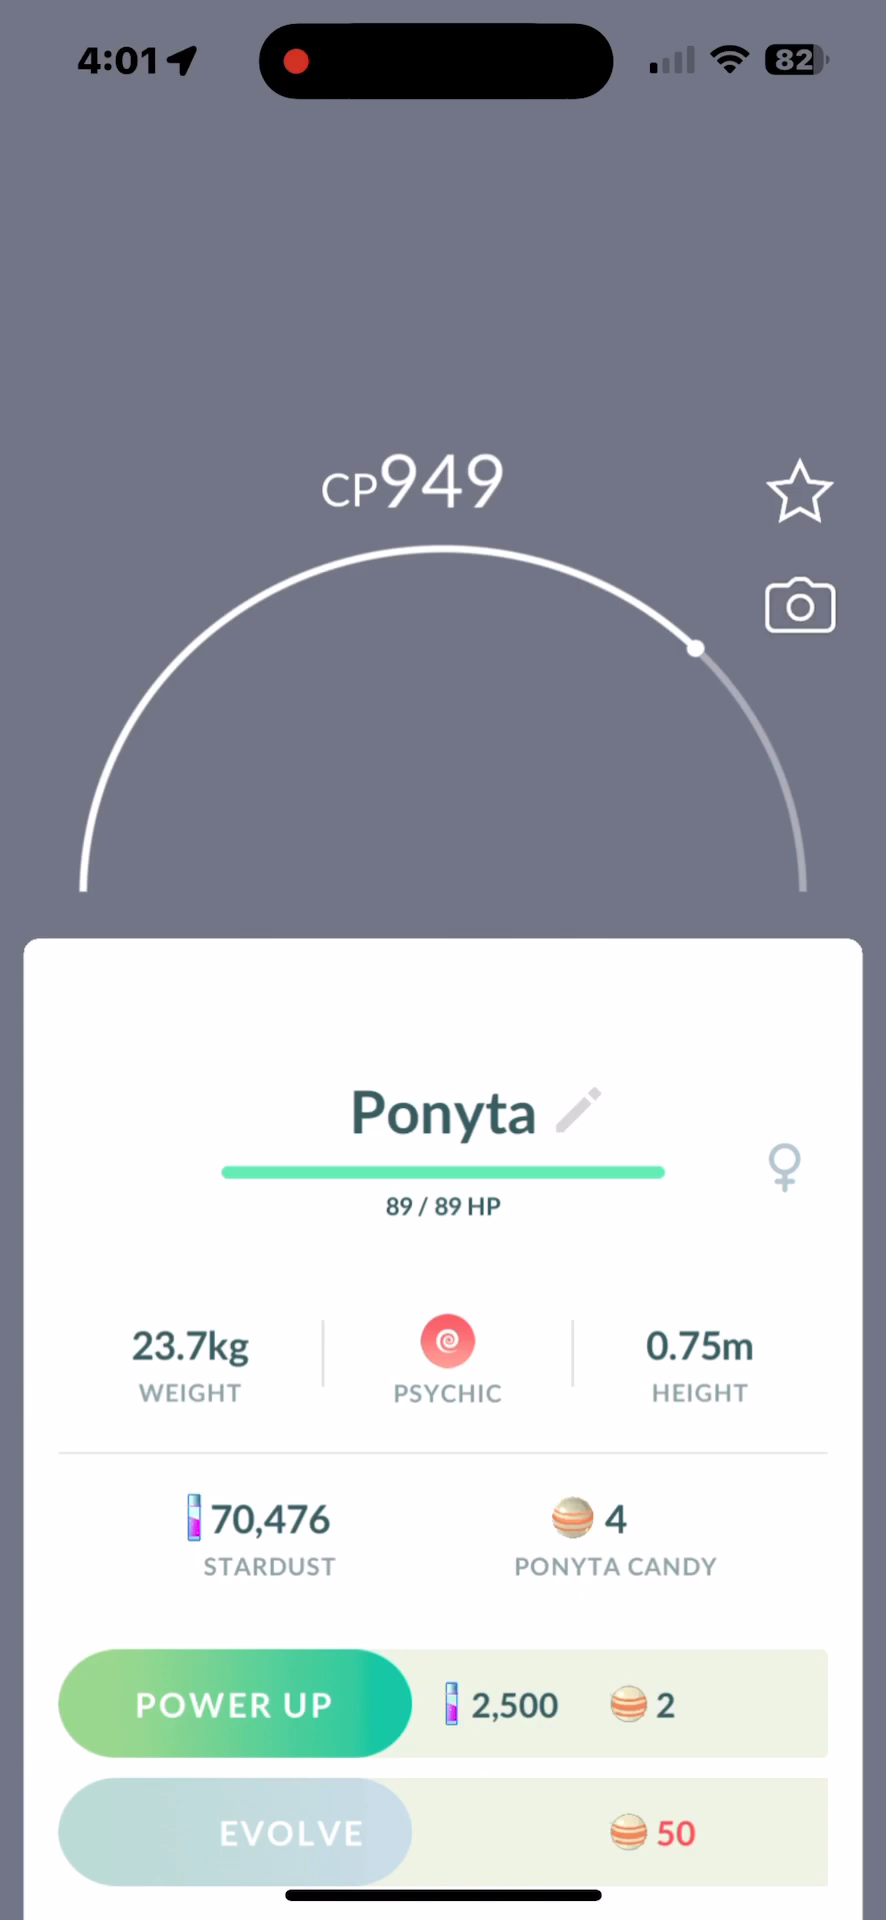 4:01
82
CP949
Ponyta
89 / 89 HP
23.7kg
WEIGHT
PSYCHIC
0.75m
HEIGHT
70,476
STARDUST
4
PONYTA CANDY
POWER UP 2,500 2
EVOLVE 50